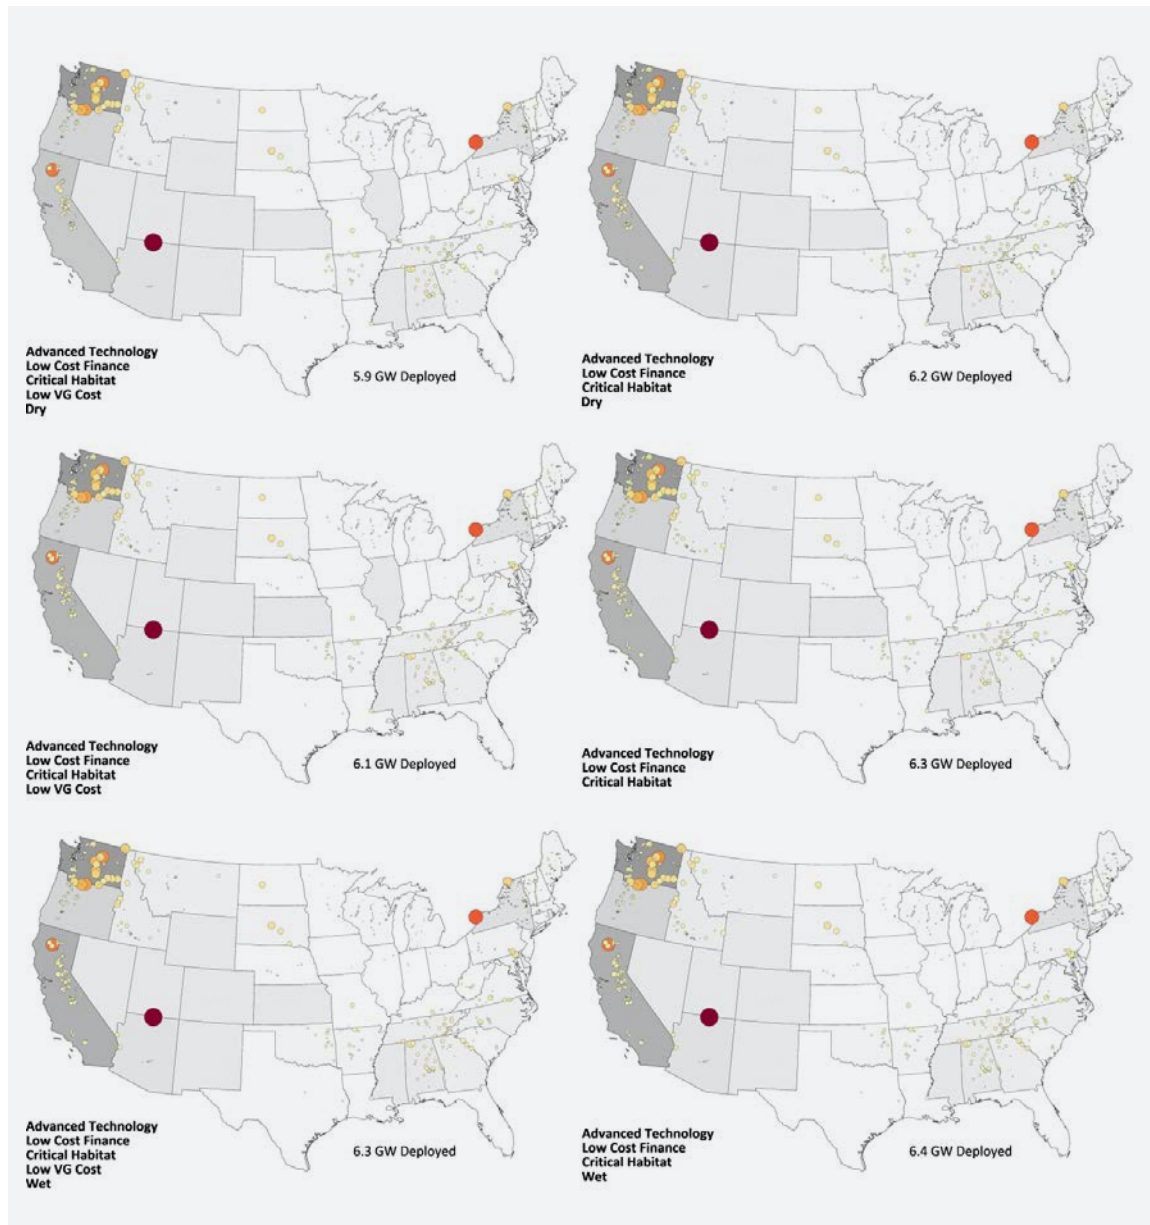 Advanced Technology
Low Cost Finance
Critical Habitat
Low VG Cost
Dry
5.9 GW Deployed
Advanced Technology
Low Cost Finance
Critical Habitat
Dry
6.2 GW Deployed
Advanced Technology
Low Cost Finance
Critical Habitat
Low VG Cost
6.1 GW Deployed
Advanced Technology
Low Cost Finance
Critical Habitat
6.3 GW Deployed
Advanced Technology
Low Cost Finance
Critical Habitat
Low VG Cost
Wet
6.3 GW Deployed
Advanced Technology
Low Cost Finance
Critical Habitat
Wet
6.4 GW Deployed